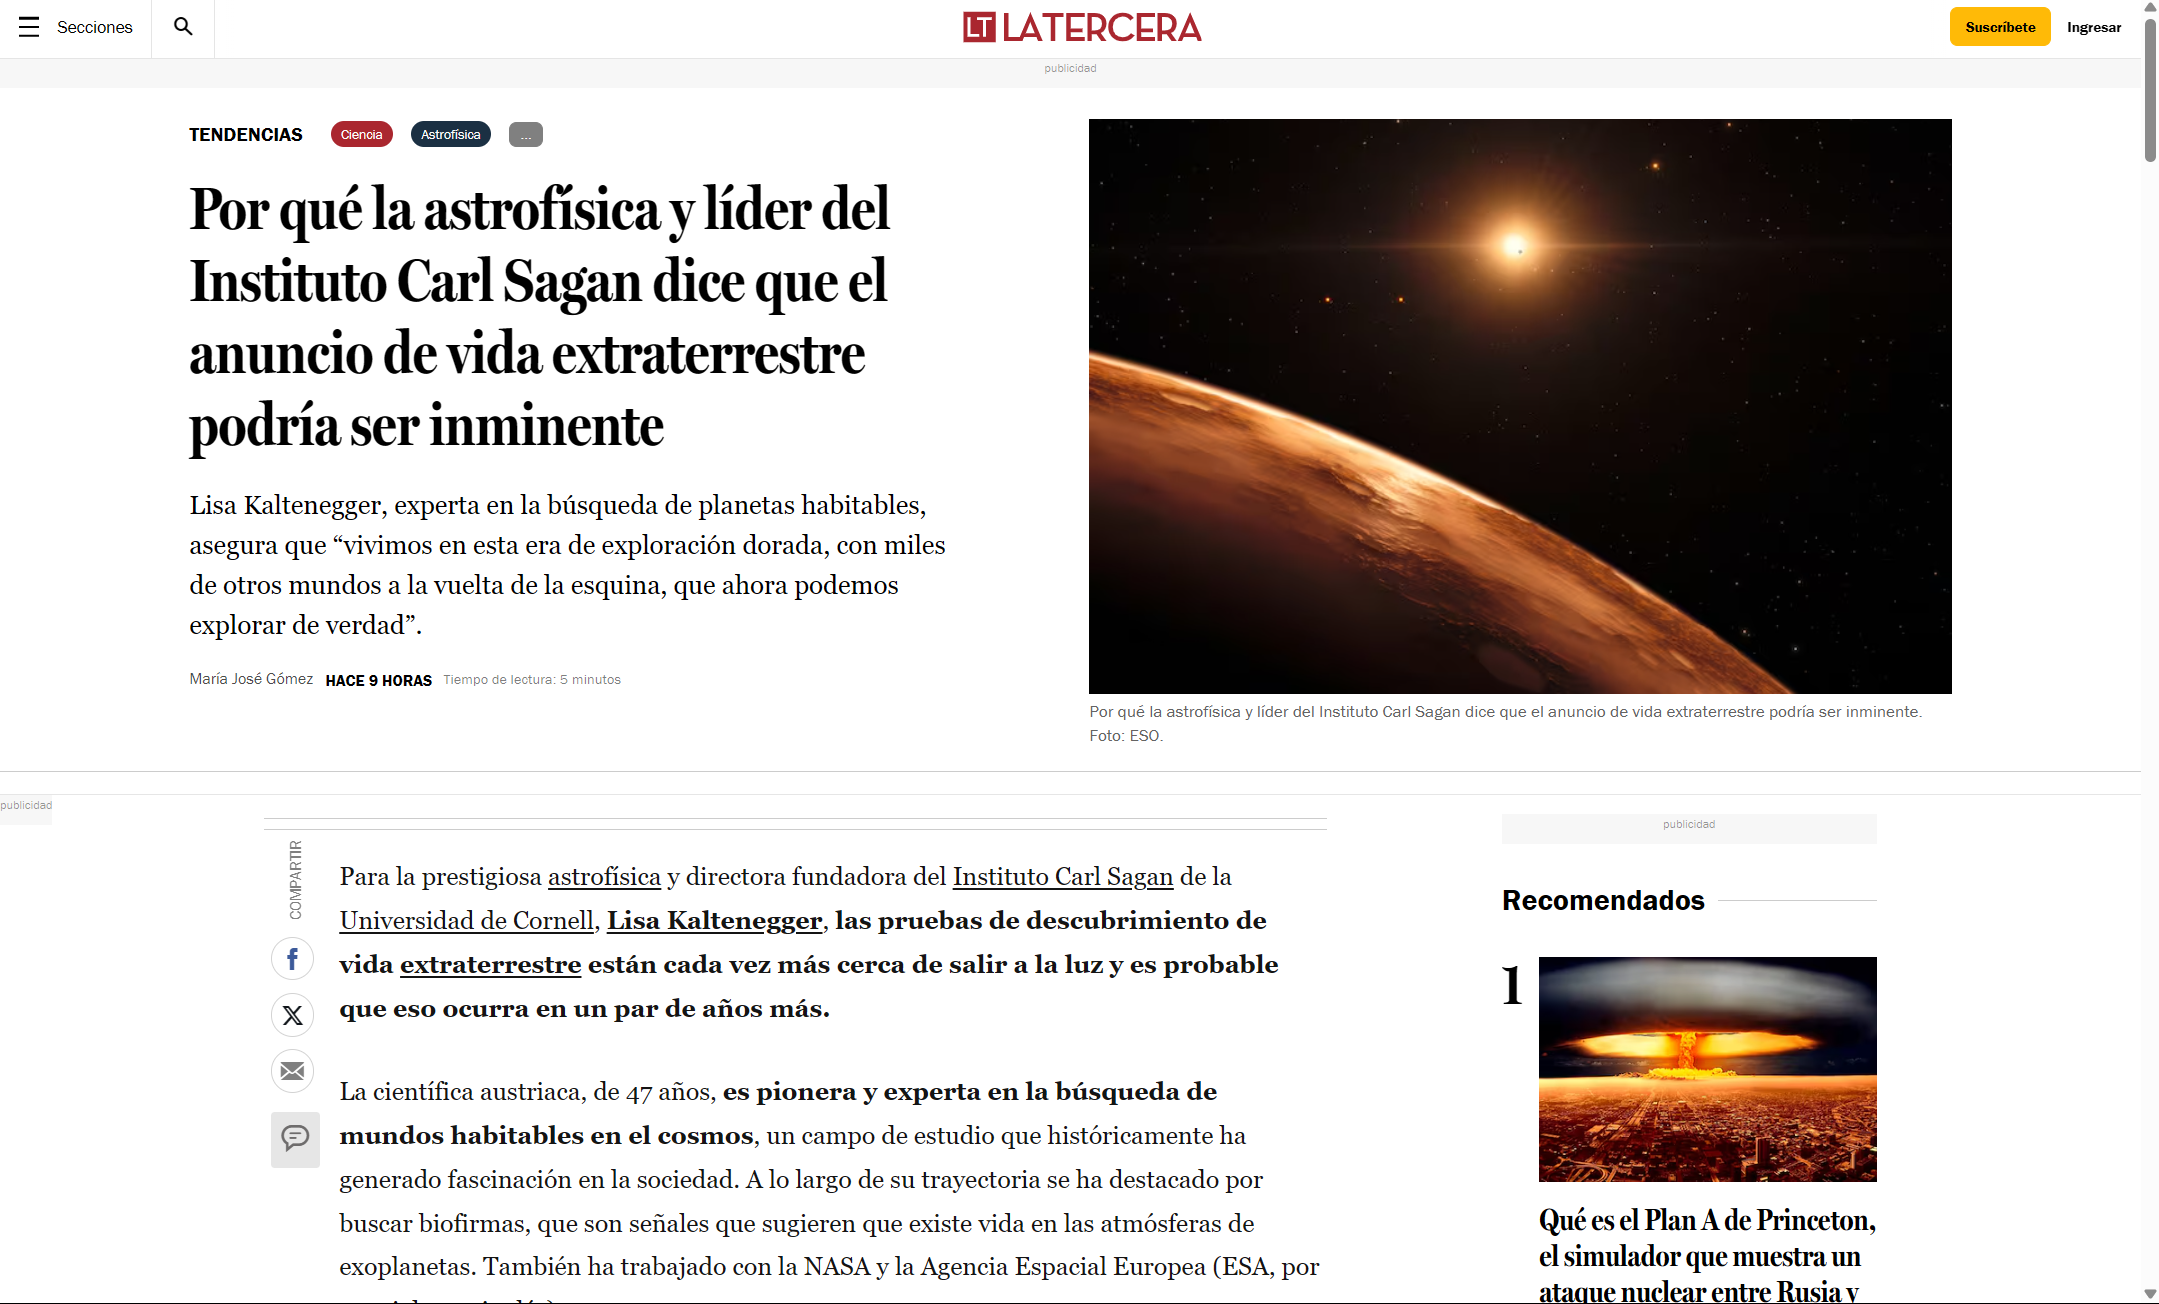 Secciones
LT LATERCERA
Suscríbete
Ingresar
publicidad
TENDENCIAS
Ciencia
Astrofísica
...
Por qué la astrofísica y líder del
Instituto Carl Sagan dice que el
anuncio de vida extraterrestre
podría ser inminente
Lisa Kaltenegger, experta en la búsqueda de planetas habitables,
asegura que “vivimos en esta era de exploración dorada, con miles
de otros mundos a la vuelta de la esquina, que ahora podemos
explorar de verdad”.
María José Gómez HACE 9 HORAS Tiempo de lectura: 5 minutos
Por qué la astrofísica y líder del Instituto Carl Sagan dice que el anuncio de vida extraterrestre podría ser inminente.
Foto: ESO.
publicidad
COMPARTIR
Para la prestigiosa astrofísica y directora fundadora del Instituto Carl Sagan de la
Universidad de Cornell, Lisa Kaltenegger, las pruebas de descubrimiento de
vida extraterrestre están cada vez más cerca de salir a la luz y es probable
que eso ocurra en un par de años más.
La científica austriaca, de 47 años, es pionera y experta en la búsqueda de
mundos habitables en el cosmos, un campo de estudio que históricamente ha
generado fascinación en la sociedad. A lo largo de su trayectoria se ha destacado por
buscar biofirmas, que son señales que sugieren que existe vida en las atmósferas de
exoplanetas. También ha trabajado con la NASA y la Agencia Espacial Europea (ESA, por
publicidad
Recomendados
1
Qué es el Plan A de Princeton,
el simulador que muestra un
ataque nuclear entre Rusia y